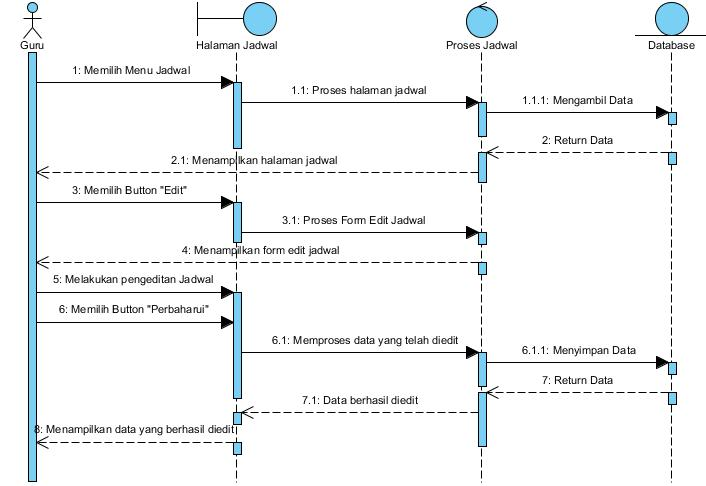 Guru
Halaman Jadwal
Proses Jadwal
Database
1: Memilih Menu Jadwal
1.1: Proses halaman jadwal
1.1.1: Mengambil Data
2: Return Data
2.1: Menampilkan halaman jadwal
3: Memilih Button "Edit"
3.1: Proses Form Edit Jadwal
4: Menampilkan form edit jadwal
5: Melakukan pengeditan Jadwal
6: Memilih Button "Perbaharui"
6.1: Memproses data yang telah diedit
6.1.1: Menyimpan Data
7: Return Data
7.1: Data berhasil diedit
8: Menampilkan data yang berhasil diedit